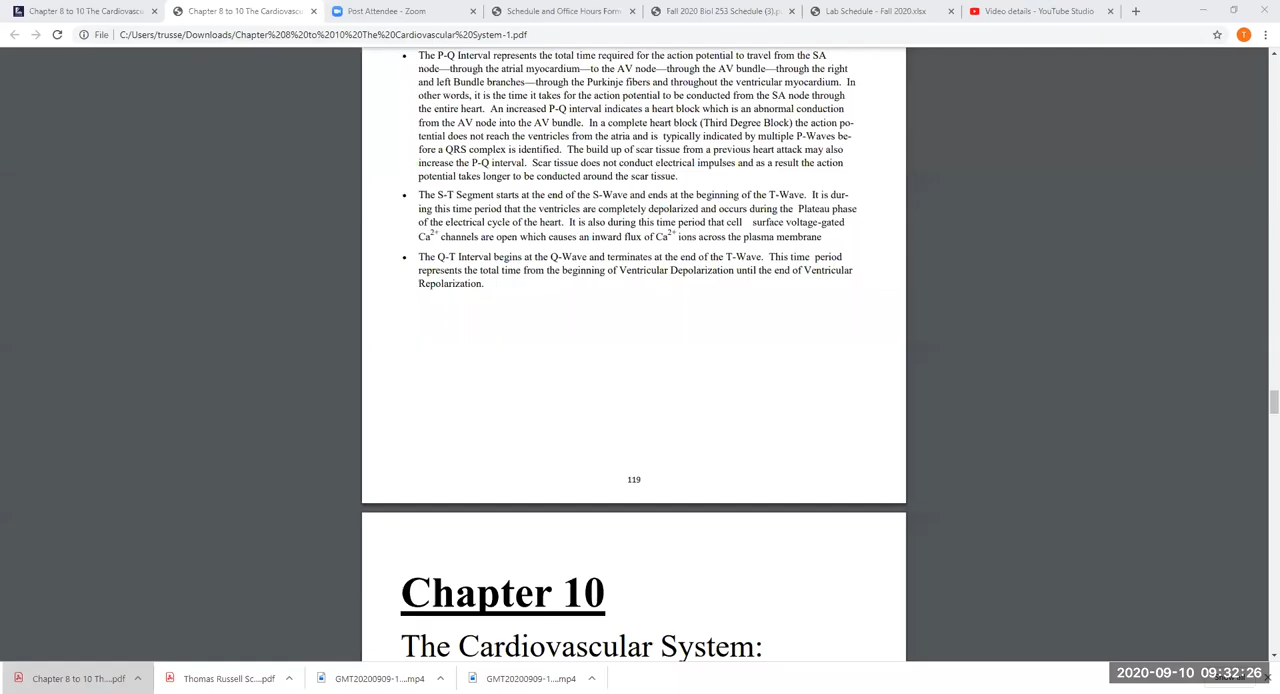 Chapter 8 to 10 The Cardiovascu
Chapter 8 to 10 The Cardiovascu
Post Attendee - Zoom
Schedule and Office Hours Form
Fall 2020 Biol 253 Schedule (3).p
Lab Schedule - Fall 2020.xlsx
Video details - YouTube Studio
File
C:/Users/trusse/Downloads/Chapter%208%20to%2010%20The%20Cardiovascular%20System-1.pdf
T
• The P-Q Interval represents the total time required for the action potential to travel from the SA
node—through the atrial myocardium—to the AV node—through the AV bundle—through the right
and left Bundle branches—through the Purkinje fibers and throughout the ventricular myocardium. In
other words, it is the time it takes for the action potential to be conducted from the SA node through
the entire heart. An increased P-Q interval indicates a heart block which is an abnormal conduction
from the AV node into the AV bundle. In a complete heart block (Third Degree Block) the action po-
tential does not reach the ventricles from the atria and is typically indicated by multiple P-Waves be-
fore a QRS complex is identified. The build up of scar tissue from a previous heart attack may also
increase the P-Q interval. Scar tissue does not conduct electrical impulses and as a result the action
potential takes longer to be conducted around the scar tissue.
• The S-T Segment starts at the end of the S-Wave and ends at the beginning of the T-Wave. It is dur-
ing this time period that the ventricles are completely depolarized and occurs during the Plateau phase
of the electrical cycle of the heart. It is also during this time period that cell surface voltage-gated
Ca2+ channels are open which causes an inward flux of Ca2+ ions across the plasma membrane
• The Q-T Interval begins at the Q-Wave and terminates at the end of the T-Wave. This time period
represents the total time from the beginning of Ventricular Depolarization until the end of Ventricular
Repolarization.
119
Chapter 10
The Cardiovascular System:
Chapter 8 to 10 Th....pdf
Thomas Russell Sc....pdf
GMT20200909-1....mp4
GMT20200909-1....mp4
2020-09-10 09:32:26